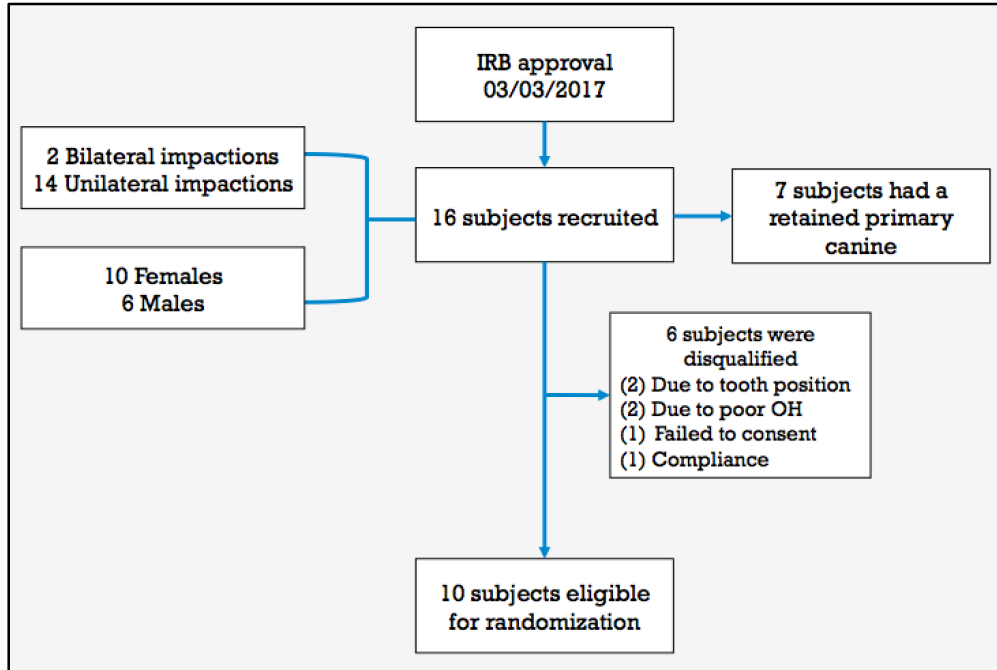 IRB approval
03/03/2017
2 Bilateral impactions
14 Unilateral impactions
16 subjects recruited
7 subjects had a
retained primary
canine
10 Females
6 Males
6 subjects were
disqualified
(2) Due to tooth position
(2) Due to poor OH
(1) Failed to consent
(1) Compliance
10 subjects eligible
for randomization